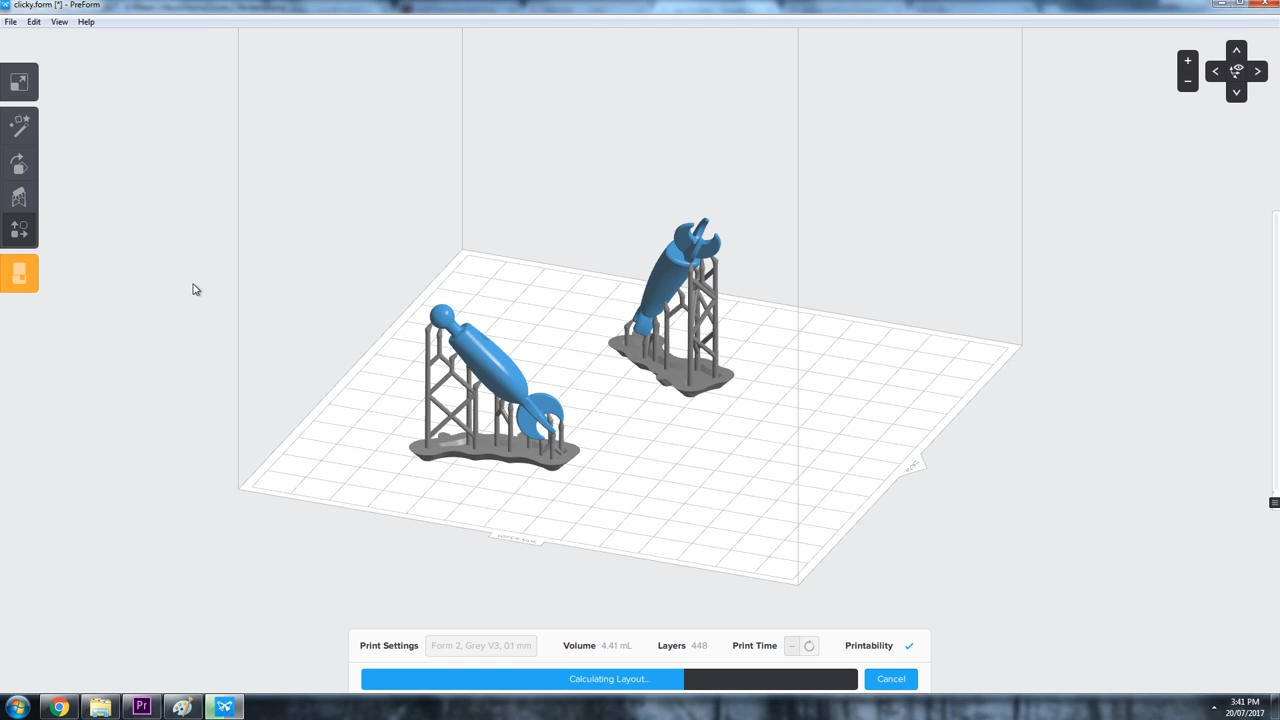 clicky.form [*] - PreForm
File Edit View Help
Print Settings Form 2, Grey V3, 0.1 mm Volume 4.41 mL Layers 448 Print Time -- Printability
Calculating Layout... Cancel
Pr
3:41 PM
20/07/2017